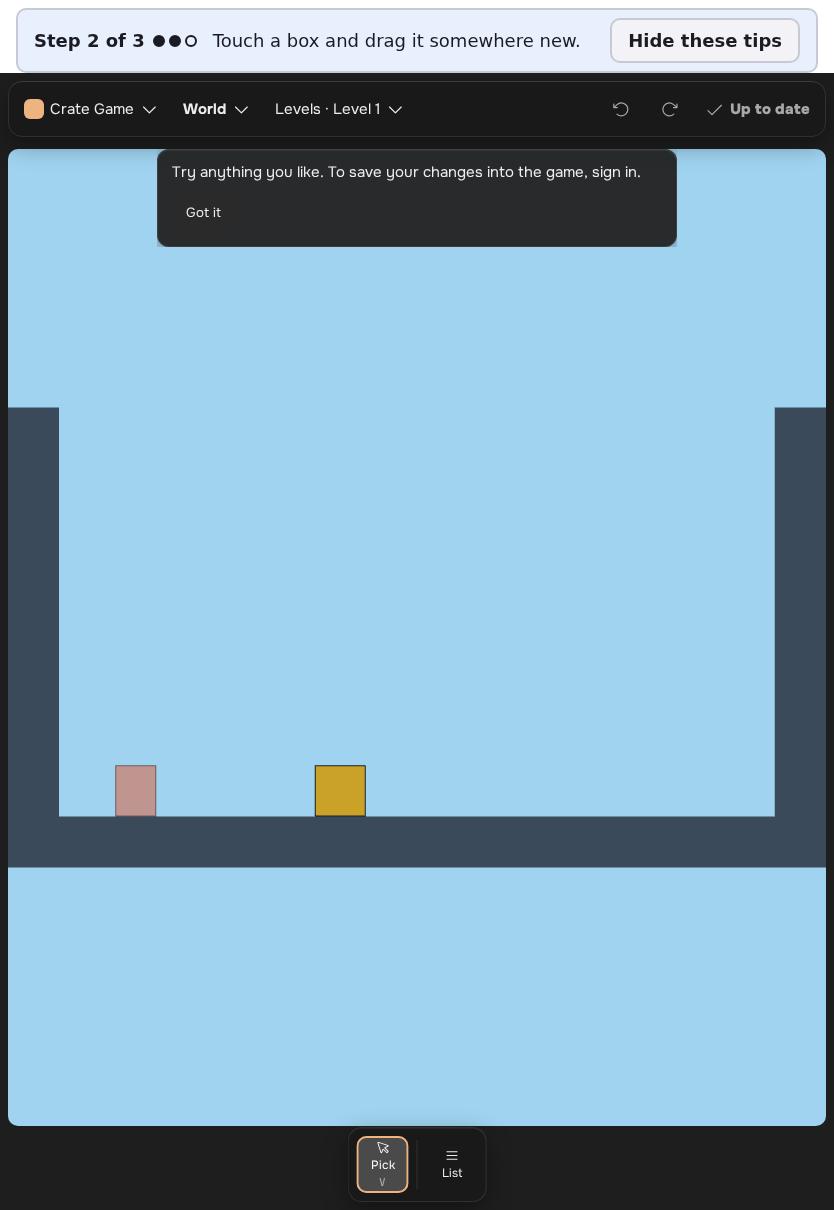 Step 2 of 3 Touch a box and drag it somewhere new. Hide these tips
Crate Game World Levels · Level 1 Up to date
Try anything you like. To save your changes into the game, sign in.
Got it
Pick
V
List